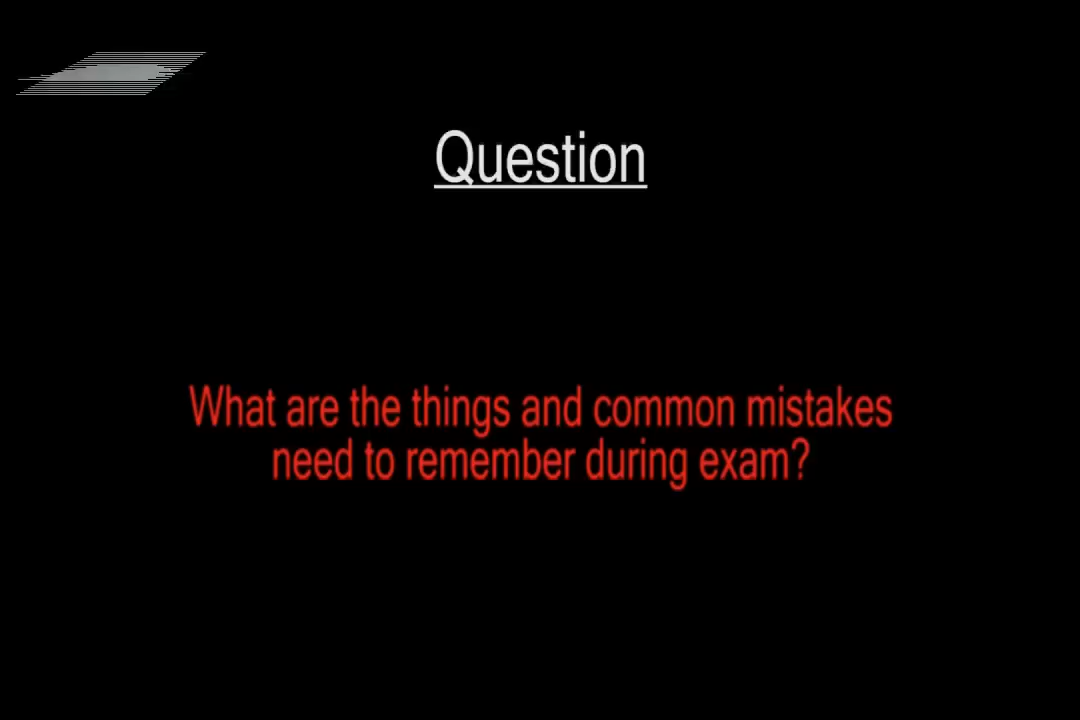 Question
What are the things and common mistakes
need to remember during exam?